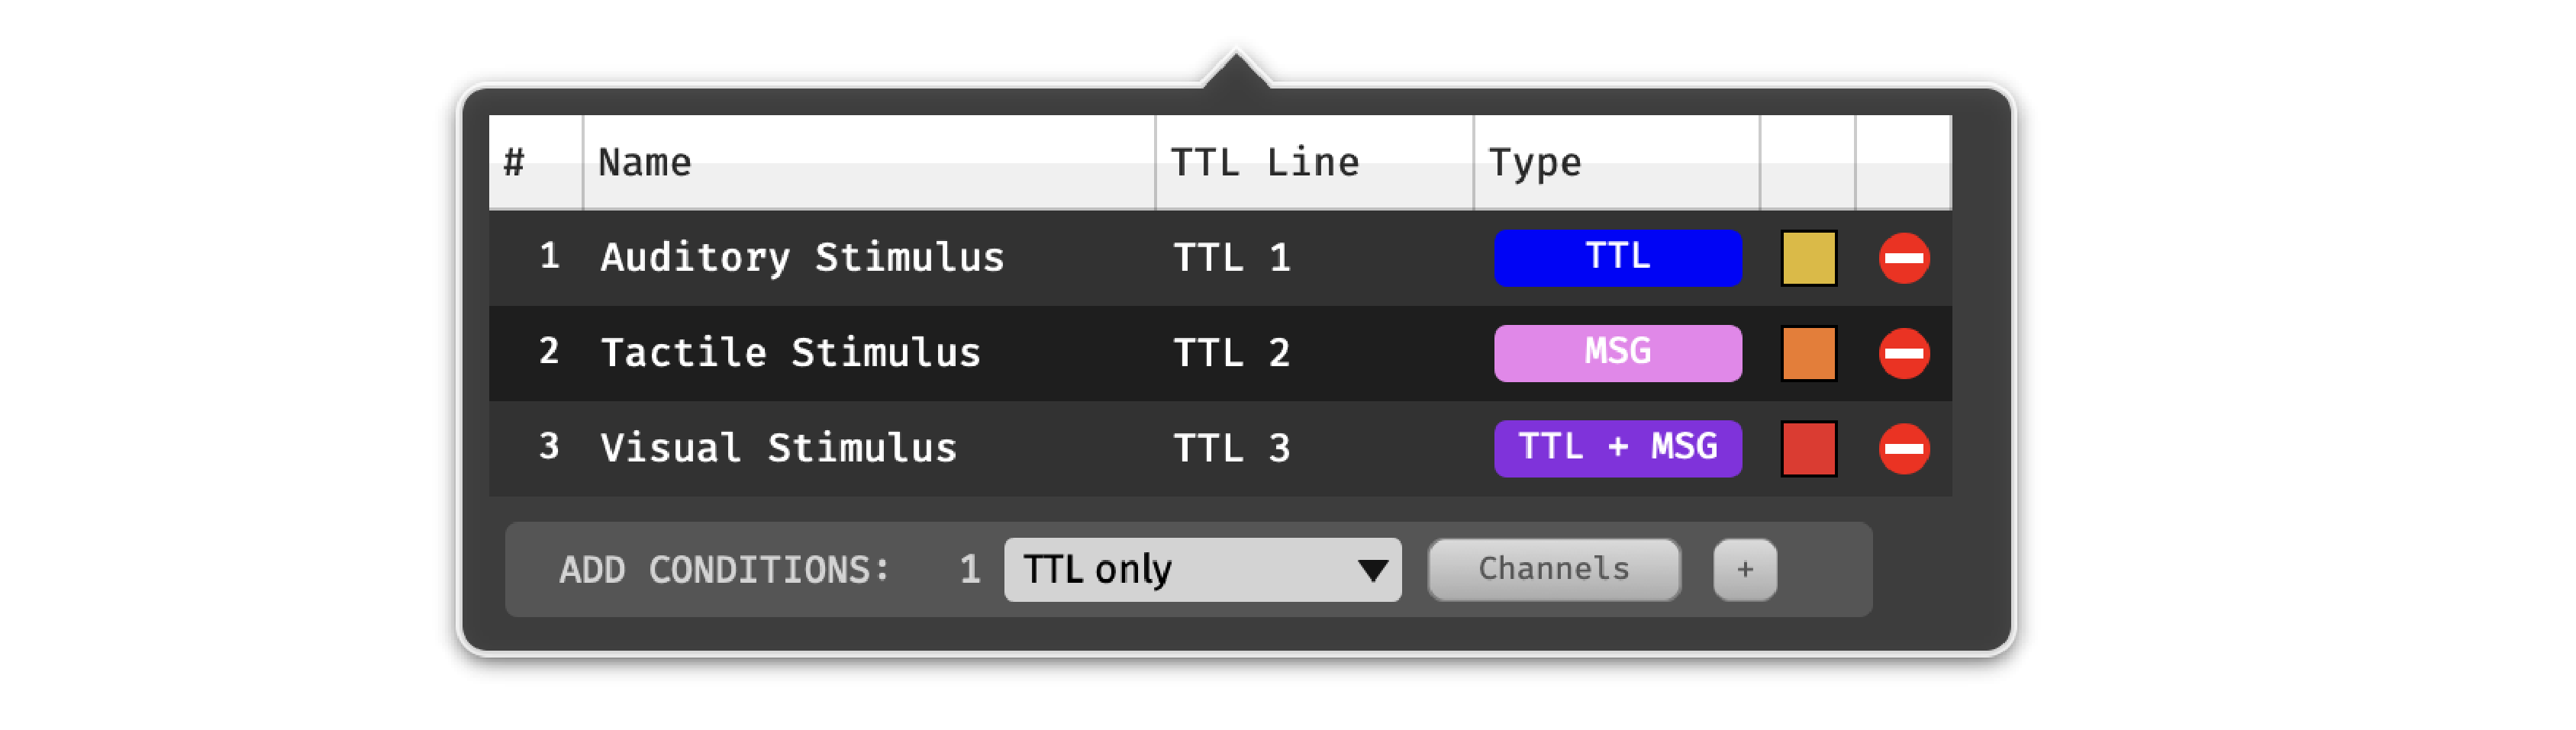 # Name TTL Line Type
1 Auditory Stimulus TTL 1 TTL
2 Tactile Stimulus TTL 2 MSG
3 Visual Stimulus TTL 3 TTL + MSG
ADD CONDITIONS: 1 TTL only Channels +